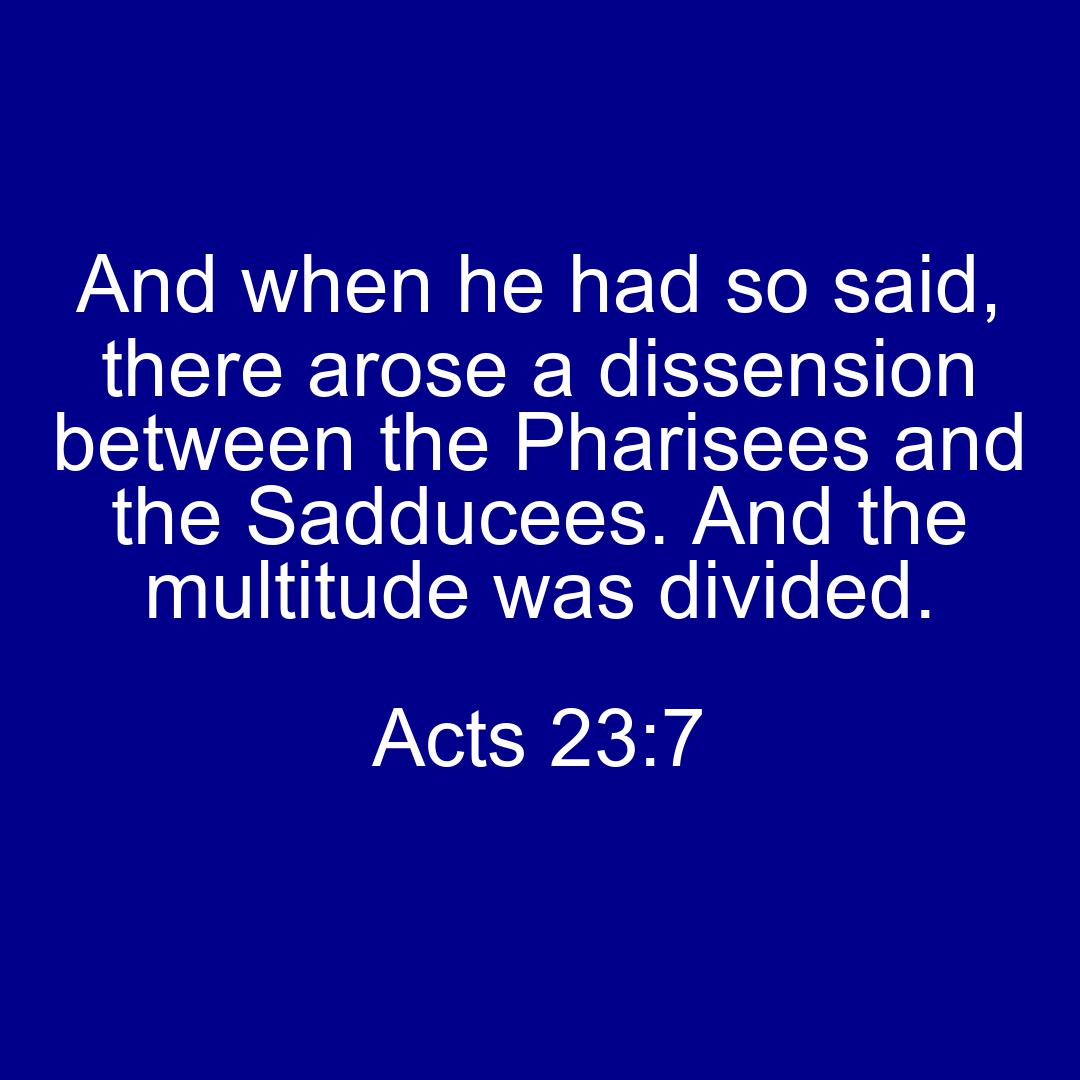 And when he had so said,
there arose a dissension
between the Pharisees and
the Sadducees. And the
multitude was divided.
Acts 23:7